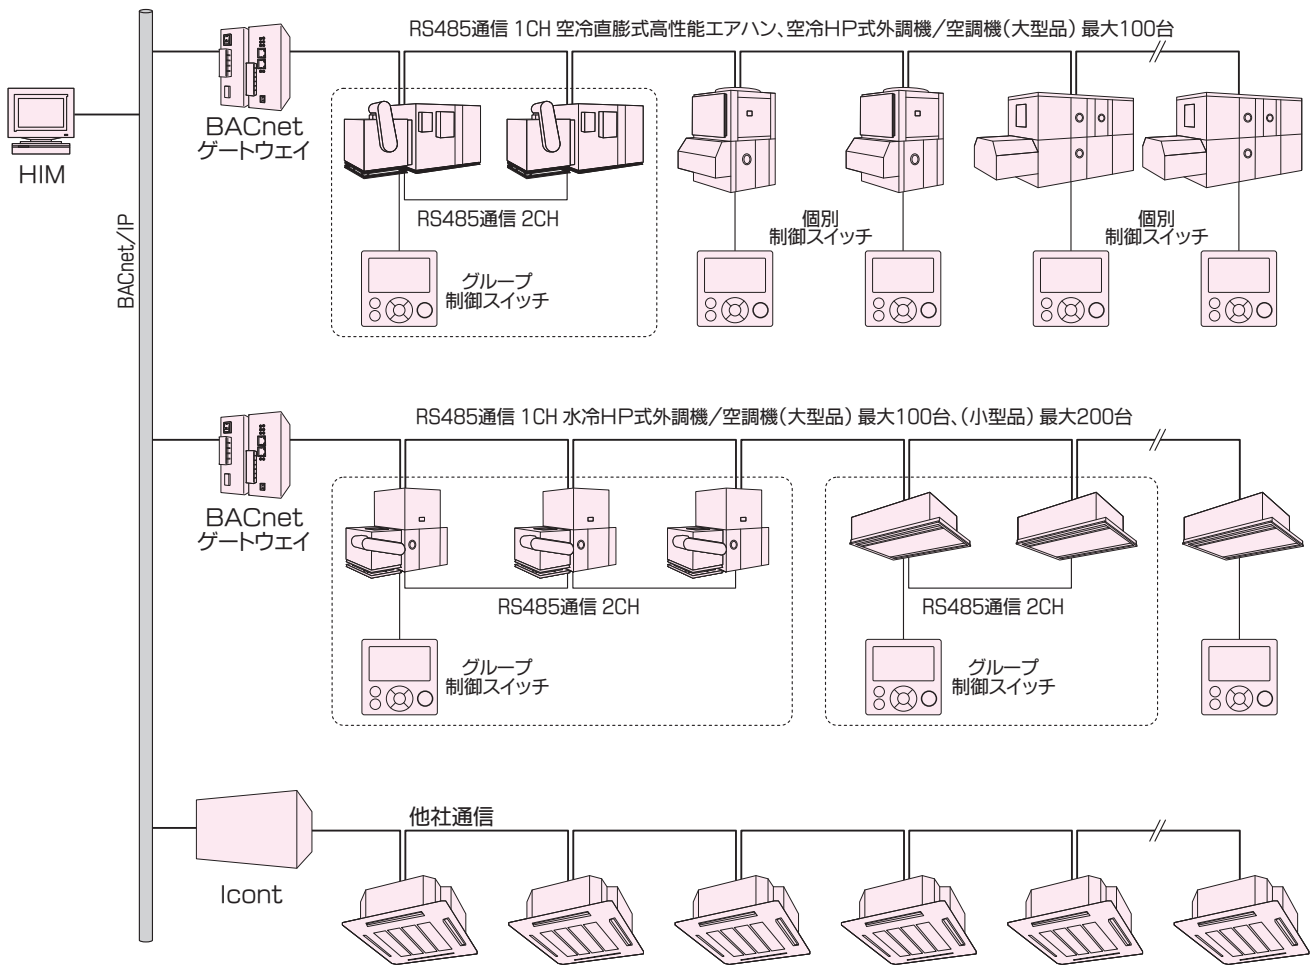 RS485通信 1CH 空冷直膨式高性能エアハン、空冷HP式外調機/空調機(大型品) 最大100台
BACnet
ゲートウェイ
HIM
BACnet/IP
RS485通信 2CH
グループ
制御スイッチ
個別
制御スイッチ
個別
制御スイッチ
RS485通信 1CH 水冷HP式外調機/空調機(大型品) 最大100台、(小型品) 最大200台
BACnet
ゲートウェイ
RS485通信 2CH
グループ
制御スイッチ
RS485通信 2CH
グループ
制御スイッチ
他社通信
Icont